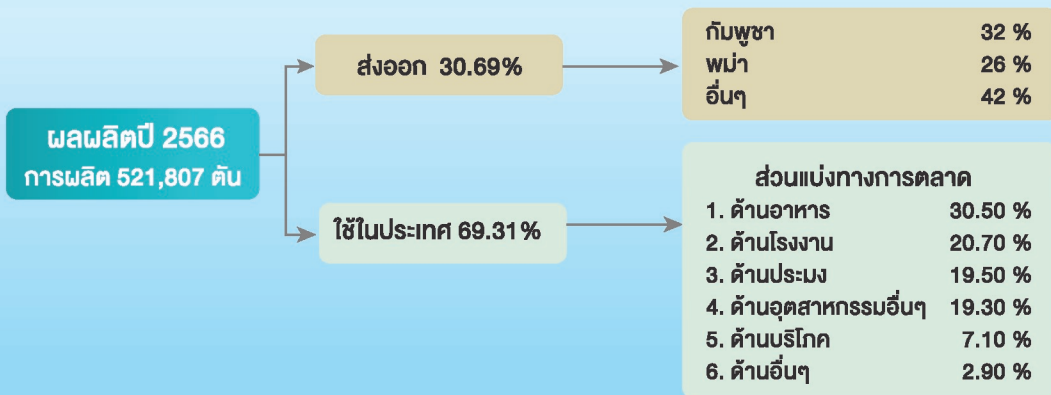 ผลผลิตปี 2566
การผลิต 521,807 ตัน
ส่งออก 30.69%
กัมพูชา 32 %
พม่า 26 %
อื่นๆ 42 %
ใช้ในประเทศ 69.31%
ส่วนแบ่งทางการตลาด
1. ด้านอาหาร 30.50 %
2. ด้านโรงงาน 20.70 %
3. ด้านประมง 19.50 %
4. ด้านอุตสาหกรรมอื่นๆ 19.30 %
5. ด้านบริโภค 7.10 %
6. ด้านอื่นๆ 2.90 %